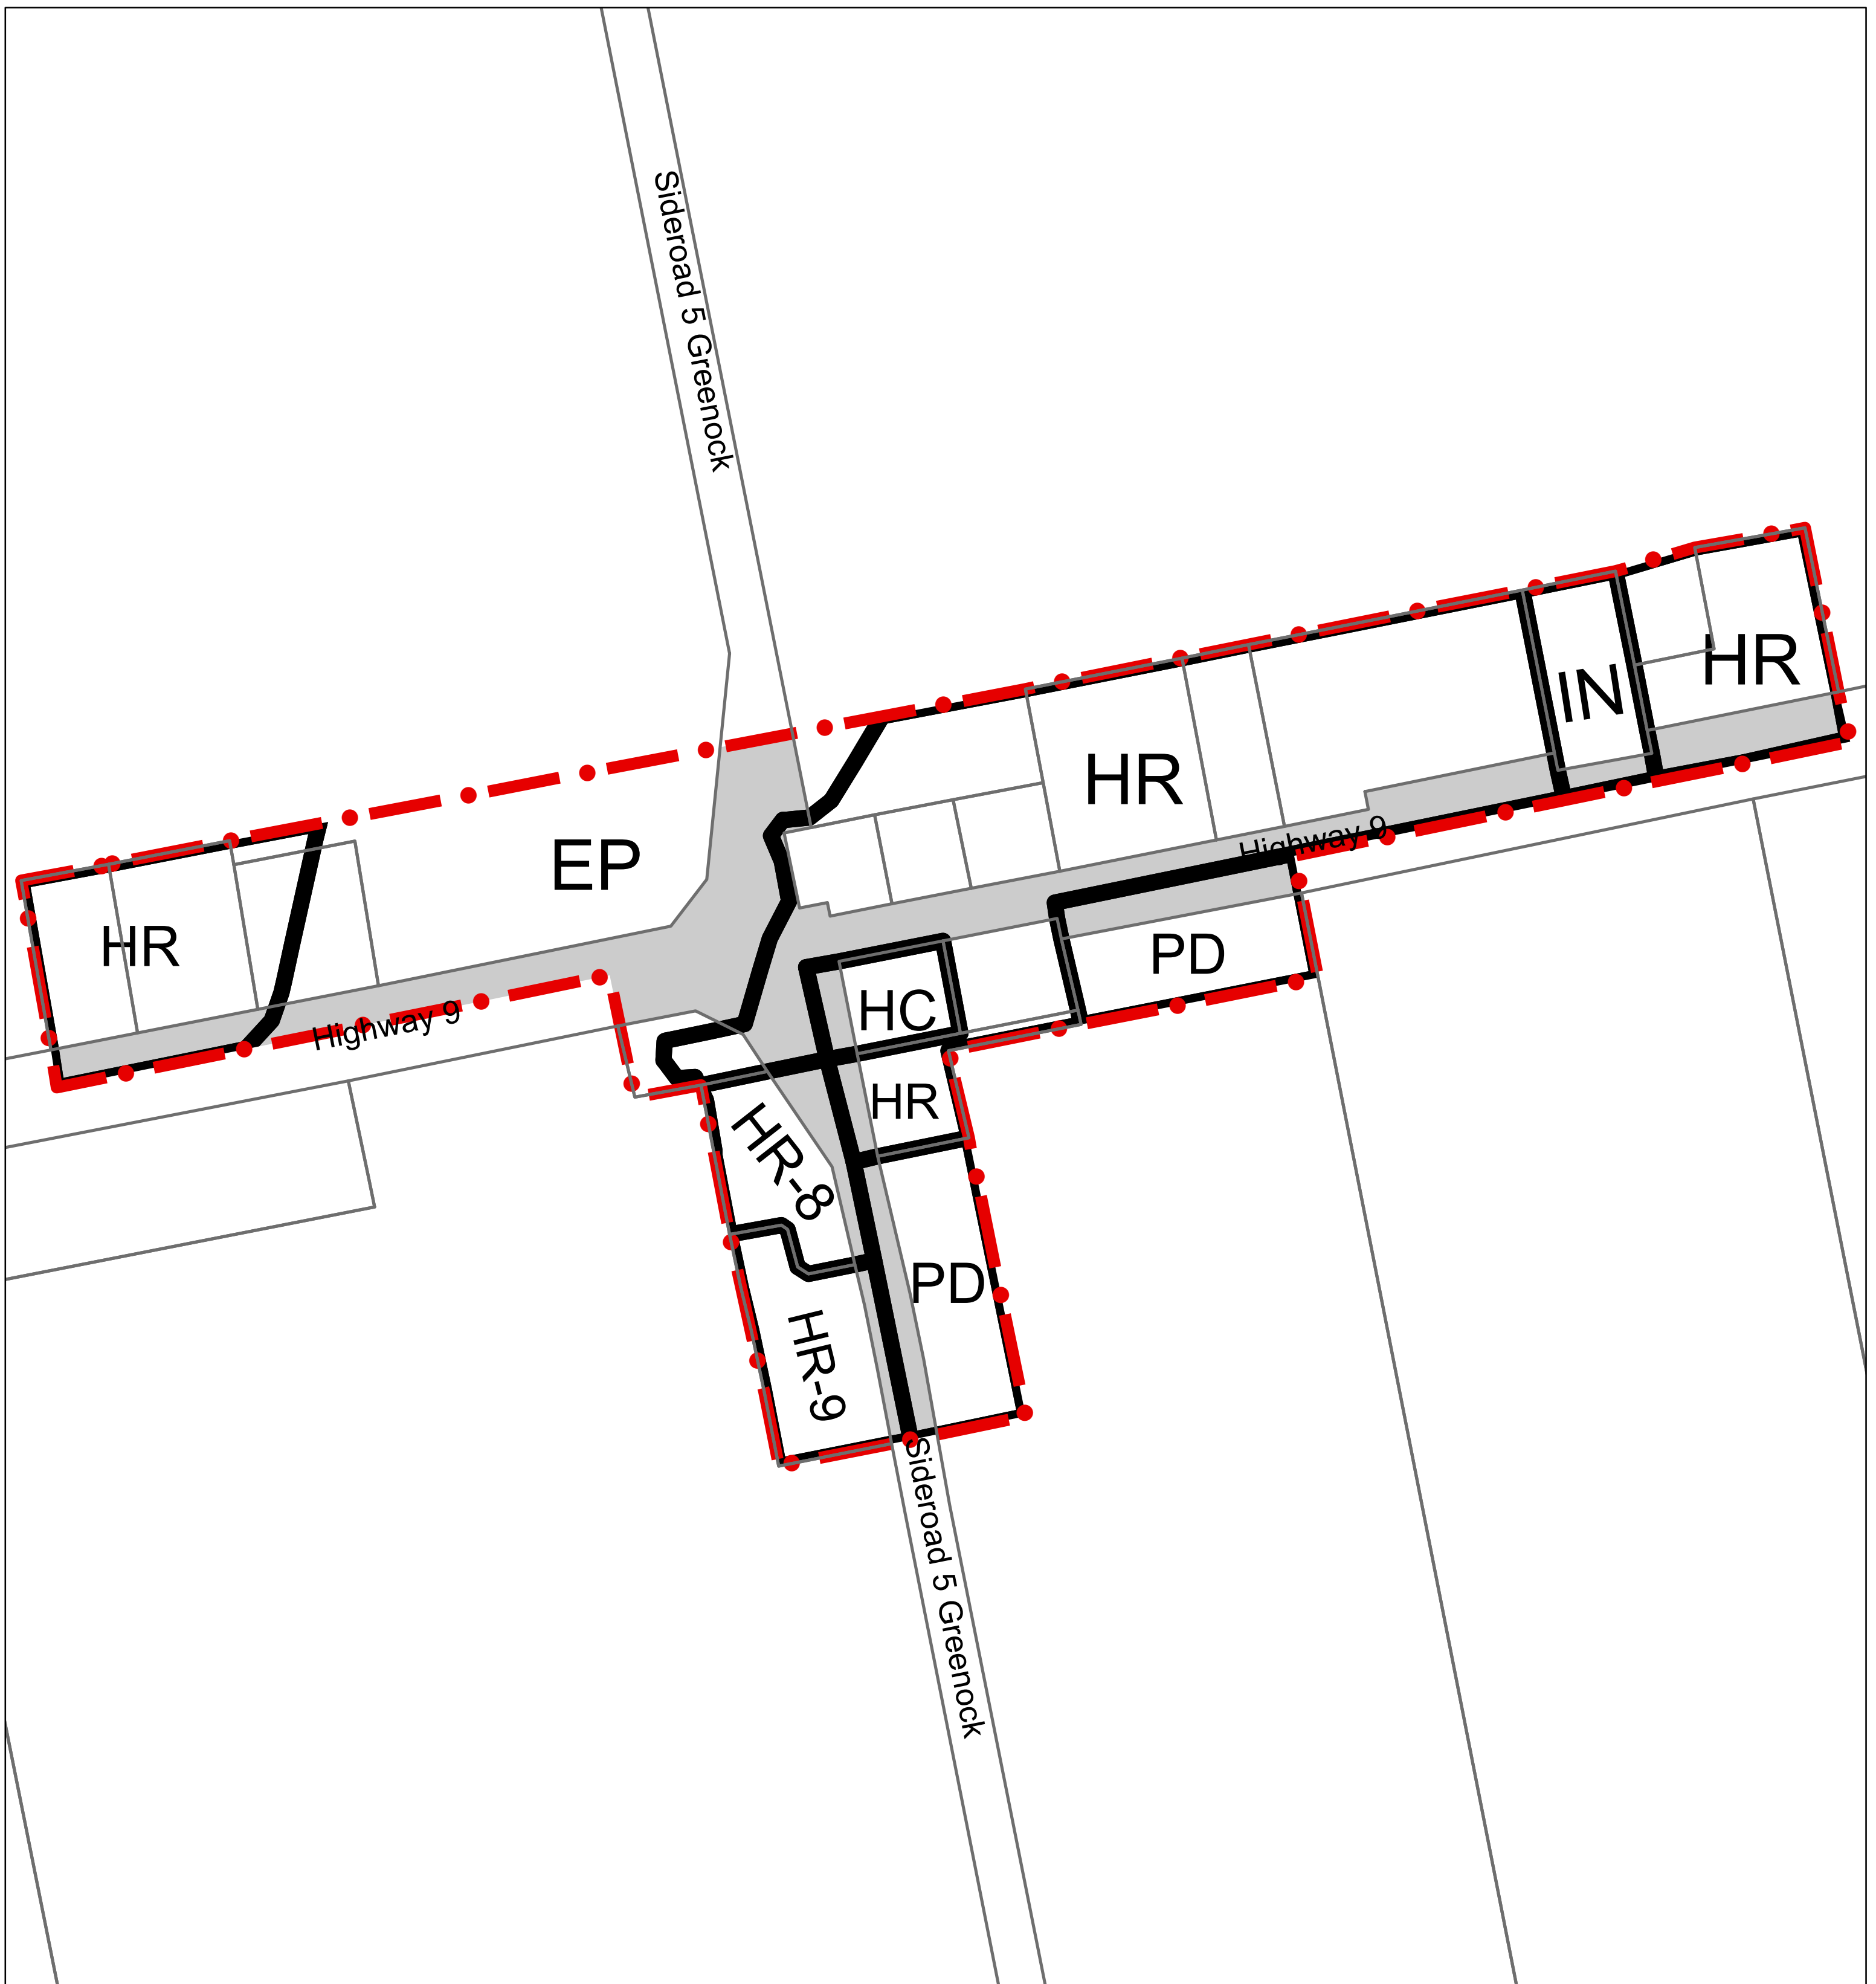 Sideroad 5 Greenock
HR
IN
HR
Highway 9
EP
HR
PD
Highway 9
HC
HR
HR-8
PD
HR-9
Sideroad 5 Greenock